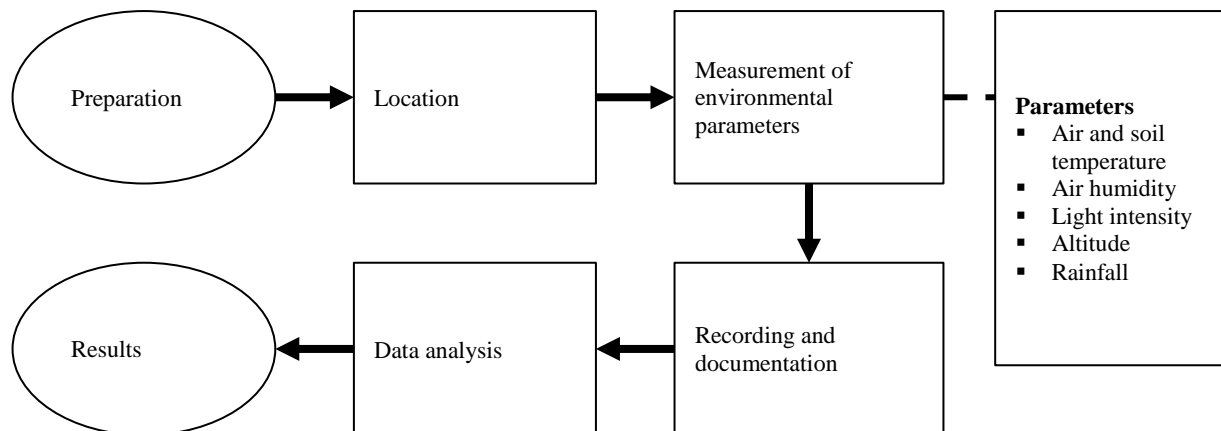 Preparation
Location
Measurement of
environmental
parameters
Parameters
▪ Air and soil
temperature
▪ Air humidity
▪ Light intensity
▪ Altitude
▪ Rainfall
Recording and
documentation
Data analysis
Results